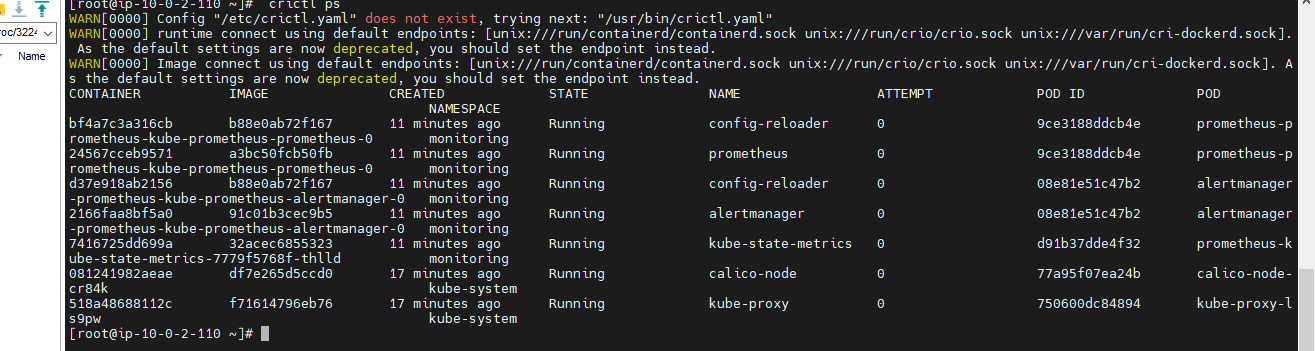 [root@ip-10-0-2-110 ~]# crictl ps
WARN[0000] Config "/etc/crictl.yaml" does not exist, trying next: "/usr/bin/crictl.yaml"
WARN[0000] runtime connect using default endpoints: [unix:///run/containerd/containerd.sock unix:///run/crio/crio.sock unix:///var/run/cri-dockerd.sock].
As the default settings are now deprecated, you should set the endpoint instead.
WARN[0000] Image connect using default endpoints: [unix:///run/containerd/containerd.sock unix:///run/crio/crio.sock unix:///var/run/cri-dockerd.sock]. A
s the default settings are now deprecated, you should set the endpoint instead.
CONTAINER IMAGE CREATED STATE NAME ATTEMPT POD ID POD
NAMESPACE
bf4a7c3a316cb b88e0ab72f167 11 minutes ago Running config-reloader 0 9ce3188ddcb4e prometheus-p
rometheus-kube-prometheus-prometheus-0 monitoring
24567cceb9571 a3bc50fcb50fb 11 minutes ago Running prometheus 0 9ce3188ddcb4e prometheus-p
rometheus-kube-prometheus-prometheus-0 monitoring
d37e918ab2156 b88e0ab72f167 11 minutes ago Running config-reloader 0 08e81e51c47b2 alertmanager
-prometheus-kube-prometheus-alertmanager-0 monitoring
2166faa8bf5a0 91c01b3cec9b5 11 minutes ago Running alertmanager 0 08e81e51c47b2 alertmanager
-prometheus-kube-prometheus-alertmanager-0 monitoring
7416725dd699a 32acec6855323 11 minutes ago Running kube-state-metrics 0 d91b37dde4f32 prometheus-k
ube-state-metrics-7779f5768f-thlld monitoring
081241982aeae df7e265d5ccd0 17 minutes ago Running calico-node 0 77a95f07ea24b calico-node-
cr84k kube-system
518a48688112c f71614796eb76 17 minutes ago Running kube-proxy 0 750600dc84894 kube-proxy-l
s9pw kube-system
[root@ip-10-0-2-110 ~]#
roc/3224
Name